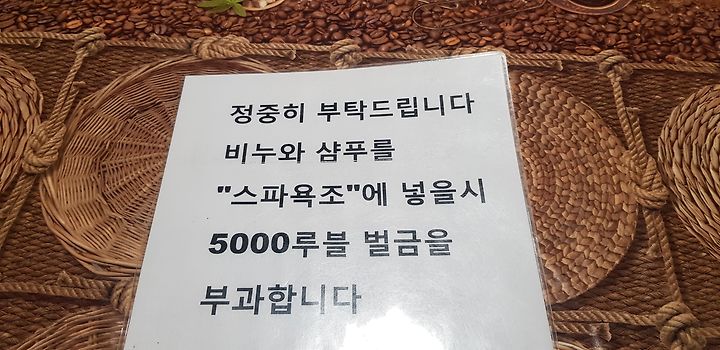 정중히 부탁드립니다
비누와 샴푸를
"스파욕조"에 넣을시
5000루블 벌금을
부과합니다